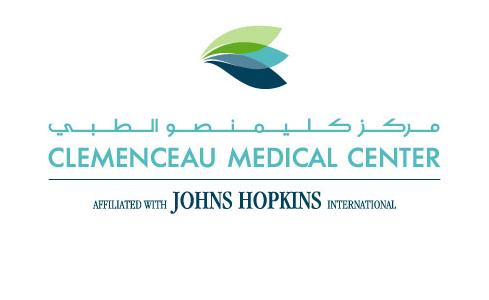 مركز كليمنصو الطبي
CLEMENCEAU MEDICAL CENTER
AFFILIATED WITH JOHNS HOPKINS INTERNATIONAL